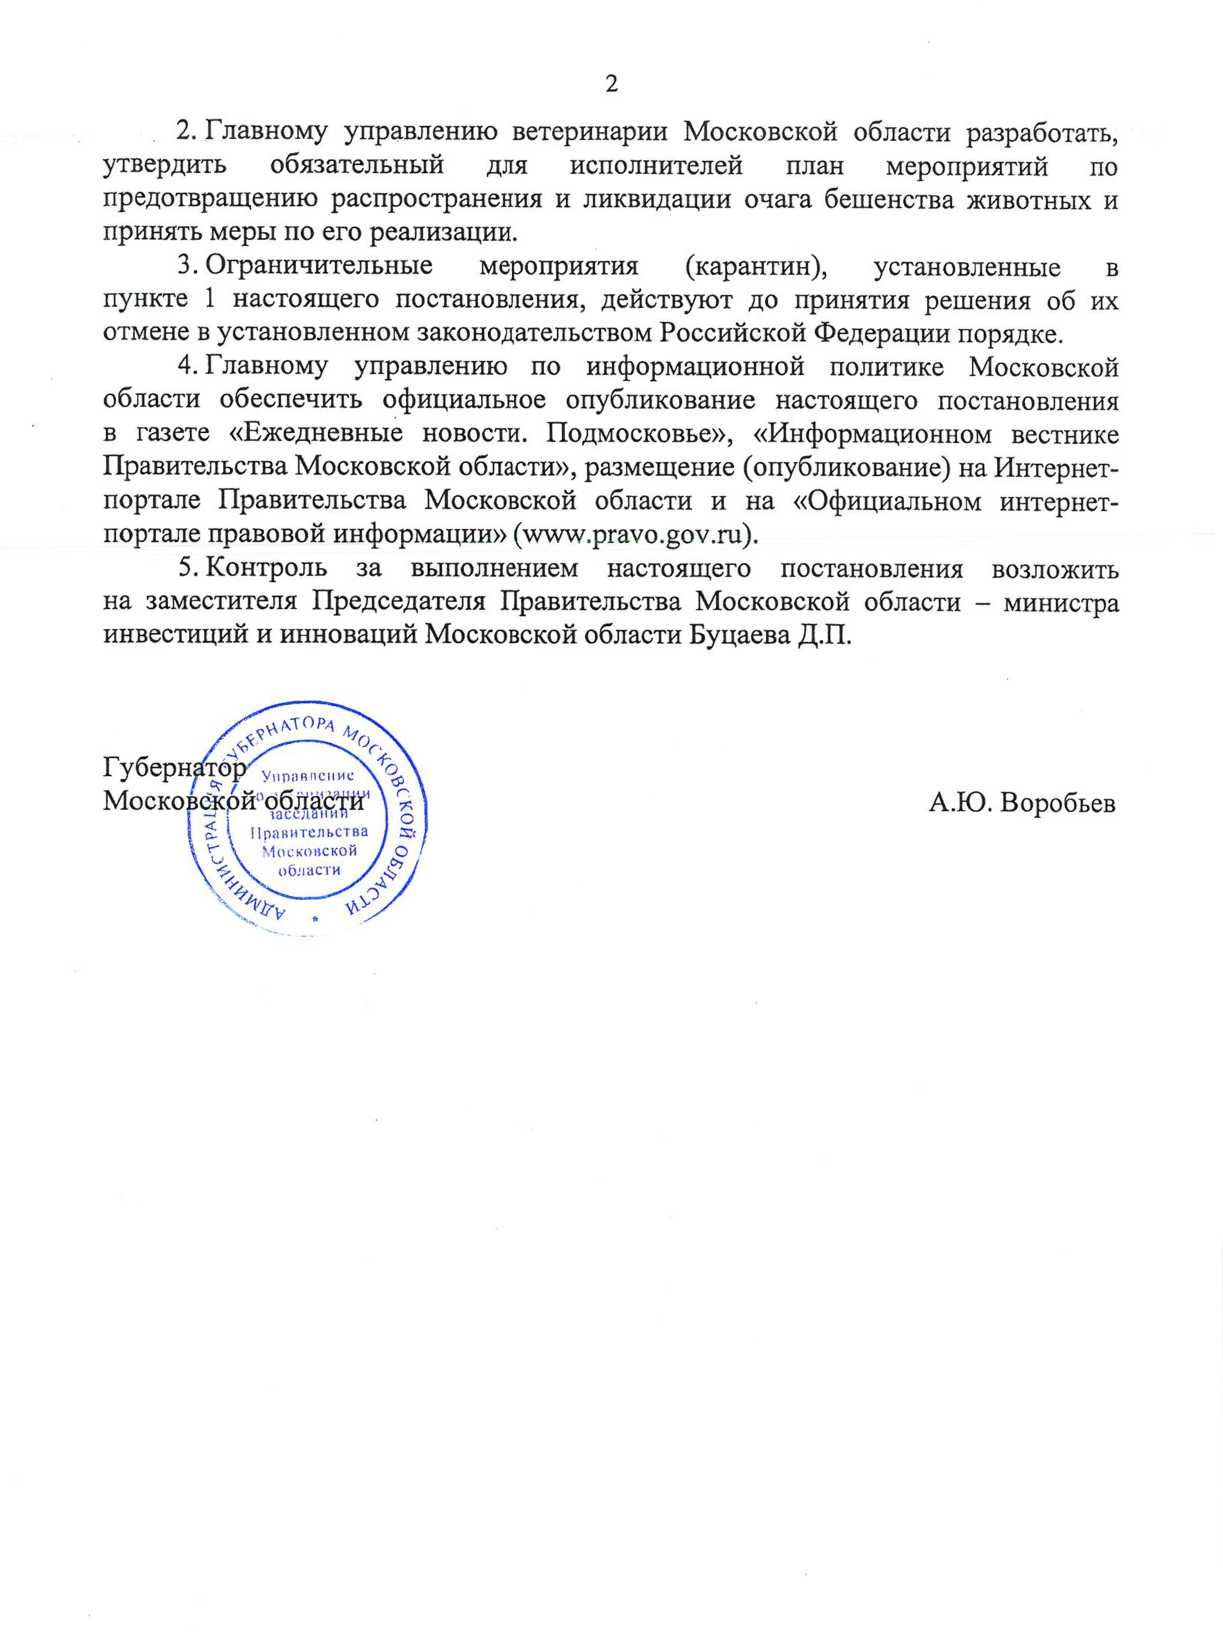 2
2. Главному управлению ветеринарии Московской области разработать,
утвердить обязательный для исполнителей план мероприятий по
предотвращению распространения и ликвидации очага бешенства животных и
принять меры по его реализации.
3. Ограничительные мероприятия (карантин), установленные в
пункте 1 настоящего постановления, действуют до принятия решения об их
отмене в установленном законодательством Российской Федерации порядке.
4. Главному управлению по информационной политике Московской
области обеспечить официальное опубликование настоящего постановления
в газете «Ежедневные новости. Подмосковье», «Информационном вестнике
Правительства Московской области», размещение (опубликование) на Интернет-
портале Правительства Московской области и на «Официальном интернет-
портале правовой информации» (www.pravo.gov.ru).
5. Контроль за выполнением настоящего постановления возложить
на заместителя Председателя Правительства Московской области – министра
инвестиций и инноваций Московской области Буцаева Д.П.
Губернатор
Московской области
А.Ю. Воробьев
АДМИНИСТРАЦИЯ ГУБЕРНАТОРА МОСКОВСКОЙ ОБЛАСТИ *
Управление
заседаний
Правительства
Московской
области